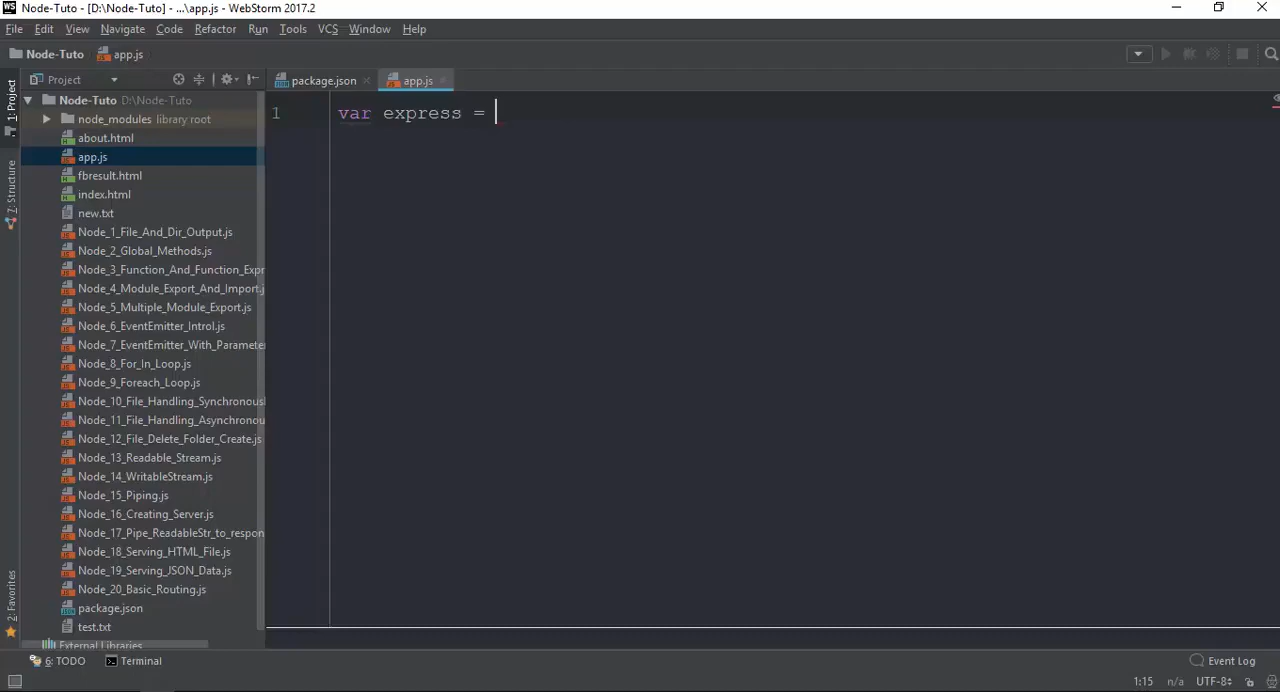 WS Node-Tuto - [D:\Node-Tuto] - ...\app.js - WebStorm 2017.2
File Edit View Navigate Code Refactor Run Tools VCS Window Help
Node-Tuto app.js
Project package.json app.js
1: Project
7: Structure
2: Favorites
Node-Tuto D:\Node-Tuto
node_modules library root
about.html
app.js
fbresult.html
index.html
new.txt
Node_1_File_And_Dir_Output.js
Node_2_Global_Methods.js
Node_3_Function_And_Function_Expr
Node_4_Module_Export_And_Import.j
Node_5_Multiple_Module_Export.js
Node_6_EventEmitter_Introl.js
Node_7_EventEmitter_With_Parameter
Node_8_For_In_Loop.js
Node_9_Foreach_Loop.js
Node_10_File_Handling_Synchronousl
Node_11_File_Handling_Asynchronou
Node_12_File_Delete_Folder_Create.js
Node_13_Readable_Stream.js
Node_14_WritableStream.js
Node_15_Piping.js
Node_16_Creating_Server.js
Node_17_Pipe_ReadableStr_to_respon
Node_18_Serving_HTML_File.js
Node_19_Serving_JSON_Data.js
Node_20_Basic_Routing.js
package.json
test.txt
External Libraries
1 var express =
6: TODO Terminal Event Log
1:15 n/a UTF-8